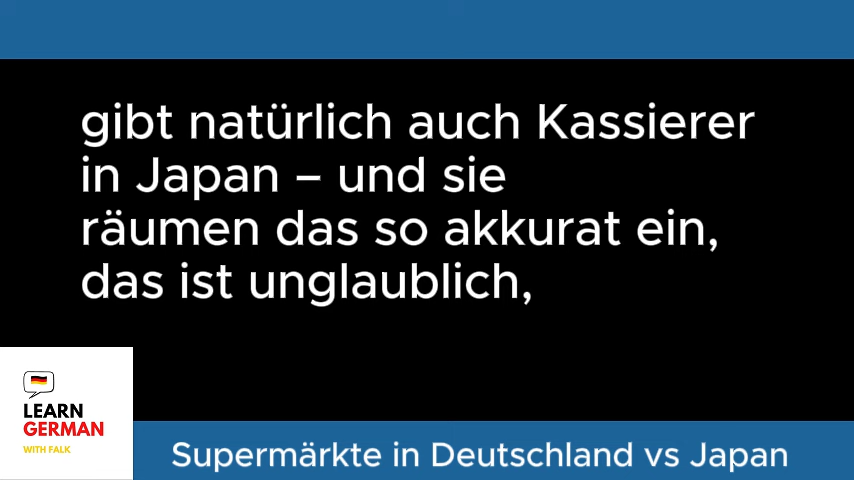 gibt natürlich auch Kassierer
in Japan – und sie
räumen das so akkurat ein,
das ist unglaublich,
LEARN
GERMAN
WITH FALK
Supermärkte in Deutschland vs Japan